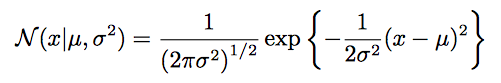 𝒩(x|μ, σ²) = 1/(2πσ²)^{1/2} exp { −1/(2σ²) (x − μ)² }